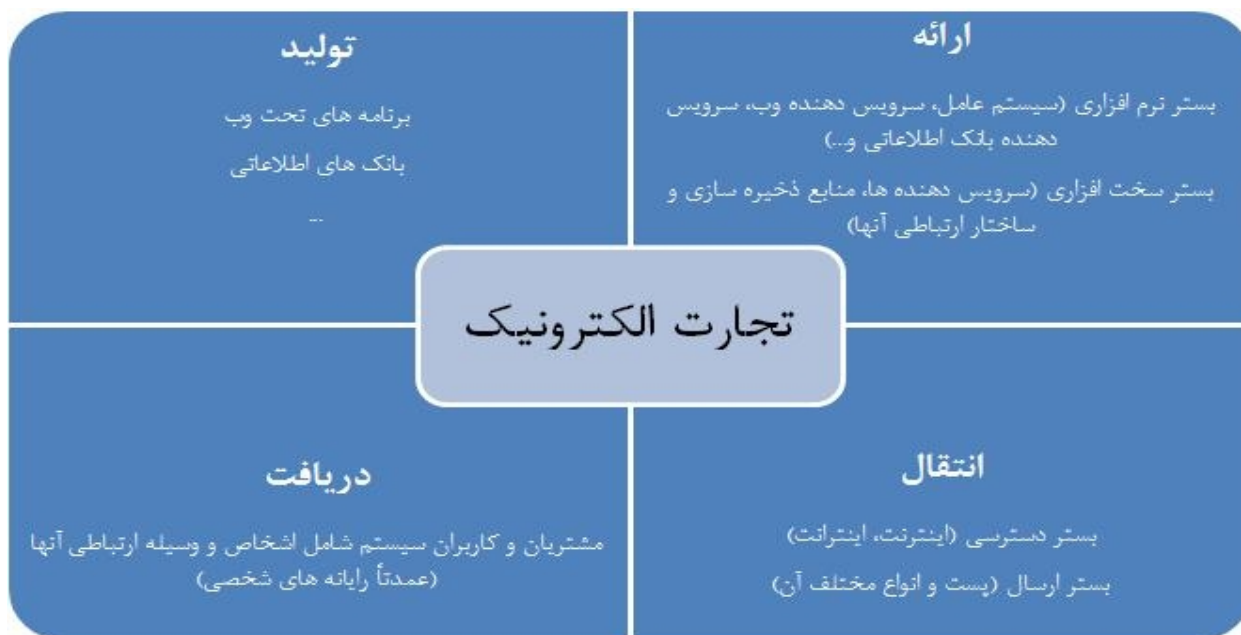 ارائه
بستر نرم افزاری (سیستم عامل، سرویس دهنده وب، سرویس
دهنده بانک اطلاعاتی و...)
بستر سخت افزاری (سرویس دهنده ها، منابع ذخیره سازی و
ساختار ارتباطی آنها)
تولید
برنامه های تحت وب
بانک های اطلاعاتی
...
تجارت الکترونیک
انتقال
بستر دسترسی (اینترنت، اینترانت)
بستر ارسال (پست و انواع مختلف آن)
دریافت
مشتریان و کاربران سیستم شامل اشخاص و وسیله ارتباطی آنها
(عمدتأ رایانه های شخصی)